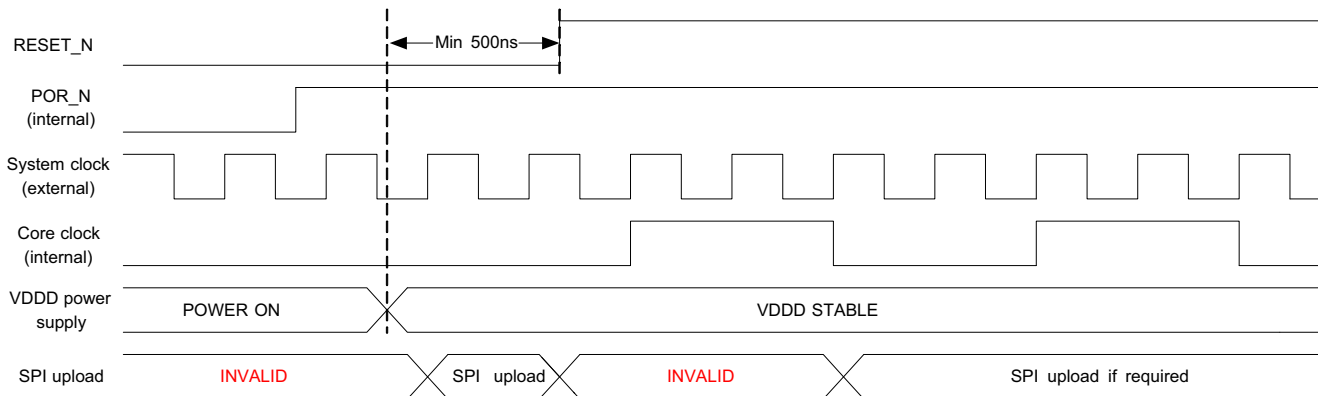 RESET_N
Min 500ns
POR_N
(internal)
System clock
(external)
Core clock
(internal)
VDDD power
supply
POWER ON
VDDD STABLE
SPI upload
INVALID
SPI upload
INVALID
SPI upload if required